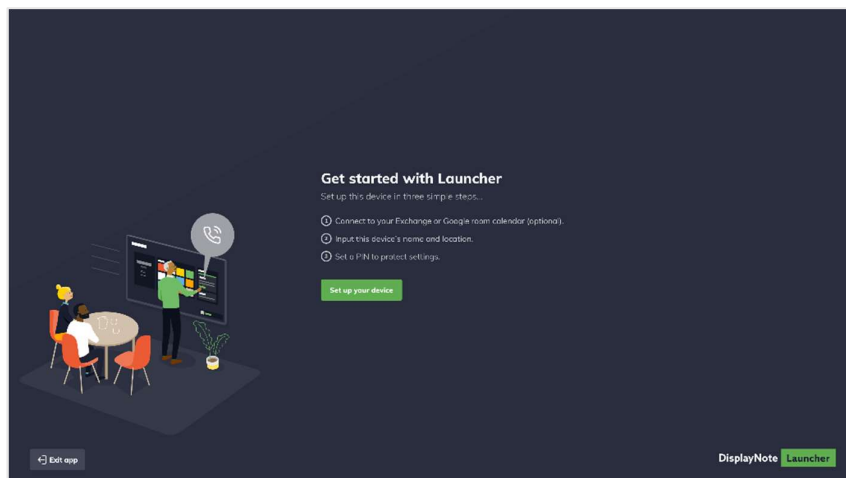 Get started with Launcher
Set up this device in three simple steps...
1 Connect to your Exchange or Google room calendar (optional).
2 Input this device's name and location.
3 Set a PIN to protect settings.
Set up your device
Exit app
DisplayNote Launcher